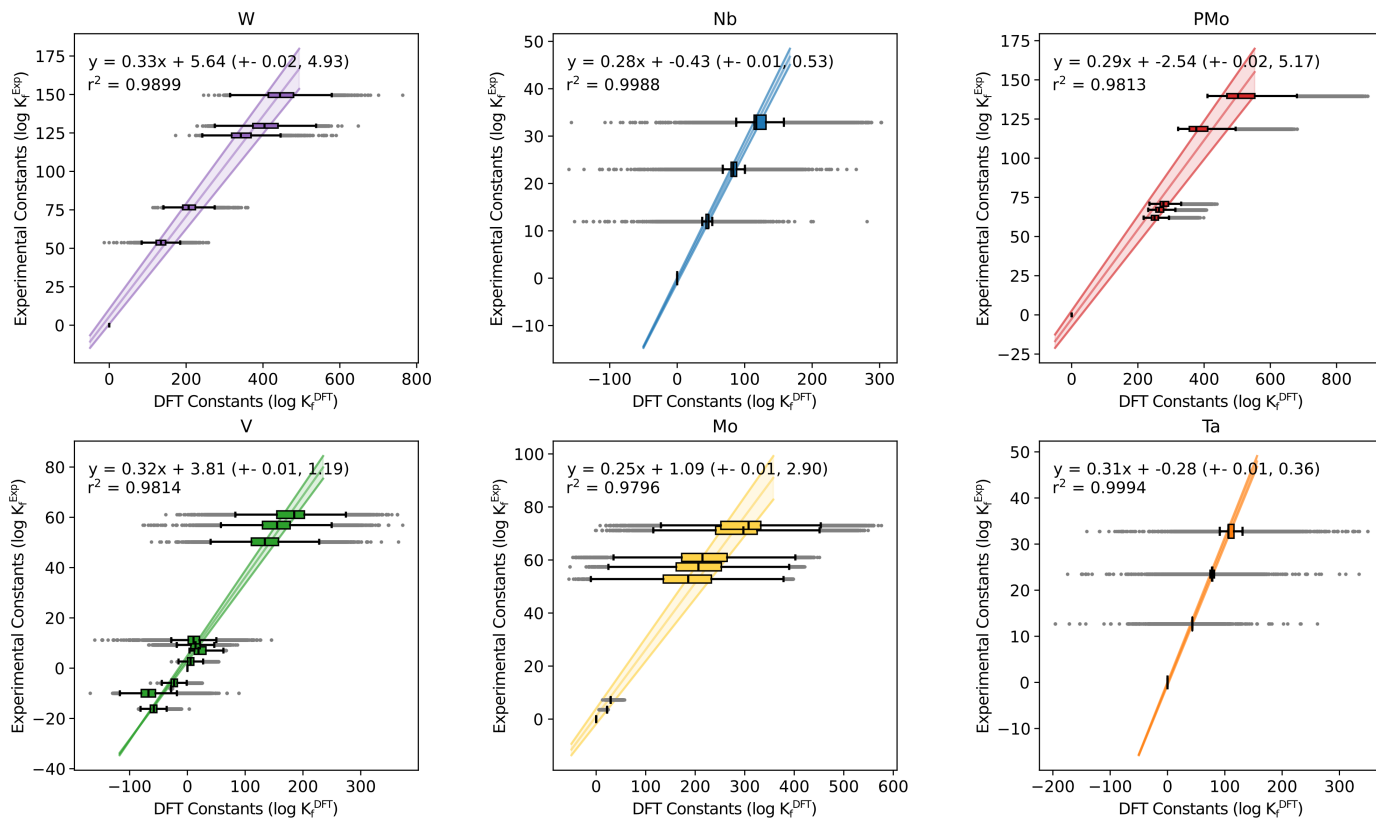 W
y = 0.33x + 5.64 (+- 0.02, 4.93)
r² = 0.9899
175
150
125
100
75
50
25
0
Experimental Constants (log K_f^Exp)
0 200 400 600 800
DFT Constants (log K_f^DFT)
Nb
y = 0.28x + -0.43 (+- 0.01, 0.53)
r² = 0.9988
50
40
30
20
10
0
−10
Experimental Constants (log K_f^Exp)
−100 0 100 200 300
DFT Constants (log K_f^DFT)
PMo
y = 0.29x + -2.54 (+- 0.02, 5.17)
r² = 0.9813
175
150
125
100
75
50
25
0
−25
Experimental Constants (log K_f^Exp)
0 200 400 600 800
DFT Constants (log K_f^DFT)
V
y = 0.32x + 3.81 (+- 0.01, 1.19)
r² = 0.9814
80
60
40
20
0
−20
−40
Experimental Constants (log K_f^Exp)
−100 0 100 200 300
DFT Constants (log K_f^DFT)
Mo
y = 0.25x + 1.09 (+- 0.01, 2.90)
r² = 0.9796
100
80
60
40
20
0
Experimental Constants (log K_f^Exp)
0 100 200 300 400 500 600
DFT Constants (log K_f^DFT)
Ta
y = 0.31x + -0.28 (+- 0.01, 0.36)
r² = 0.9994
50
40
30
20
10
0
−10
Experimental Constants (log K_f^Exp)
−200 −100 0 100 200 300
DFT Constants (log K_f^DFT)